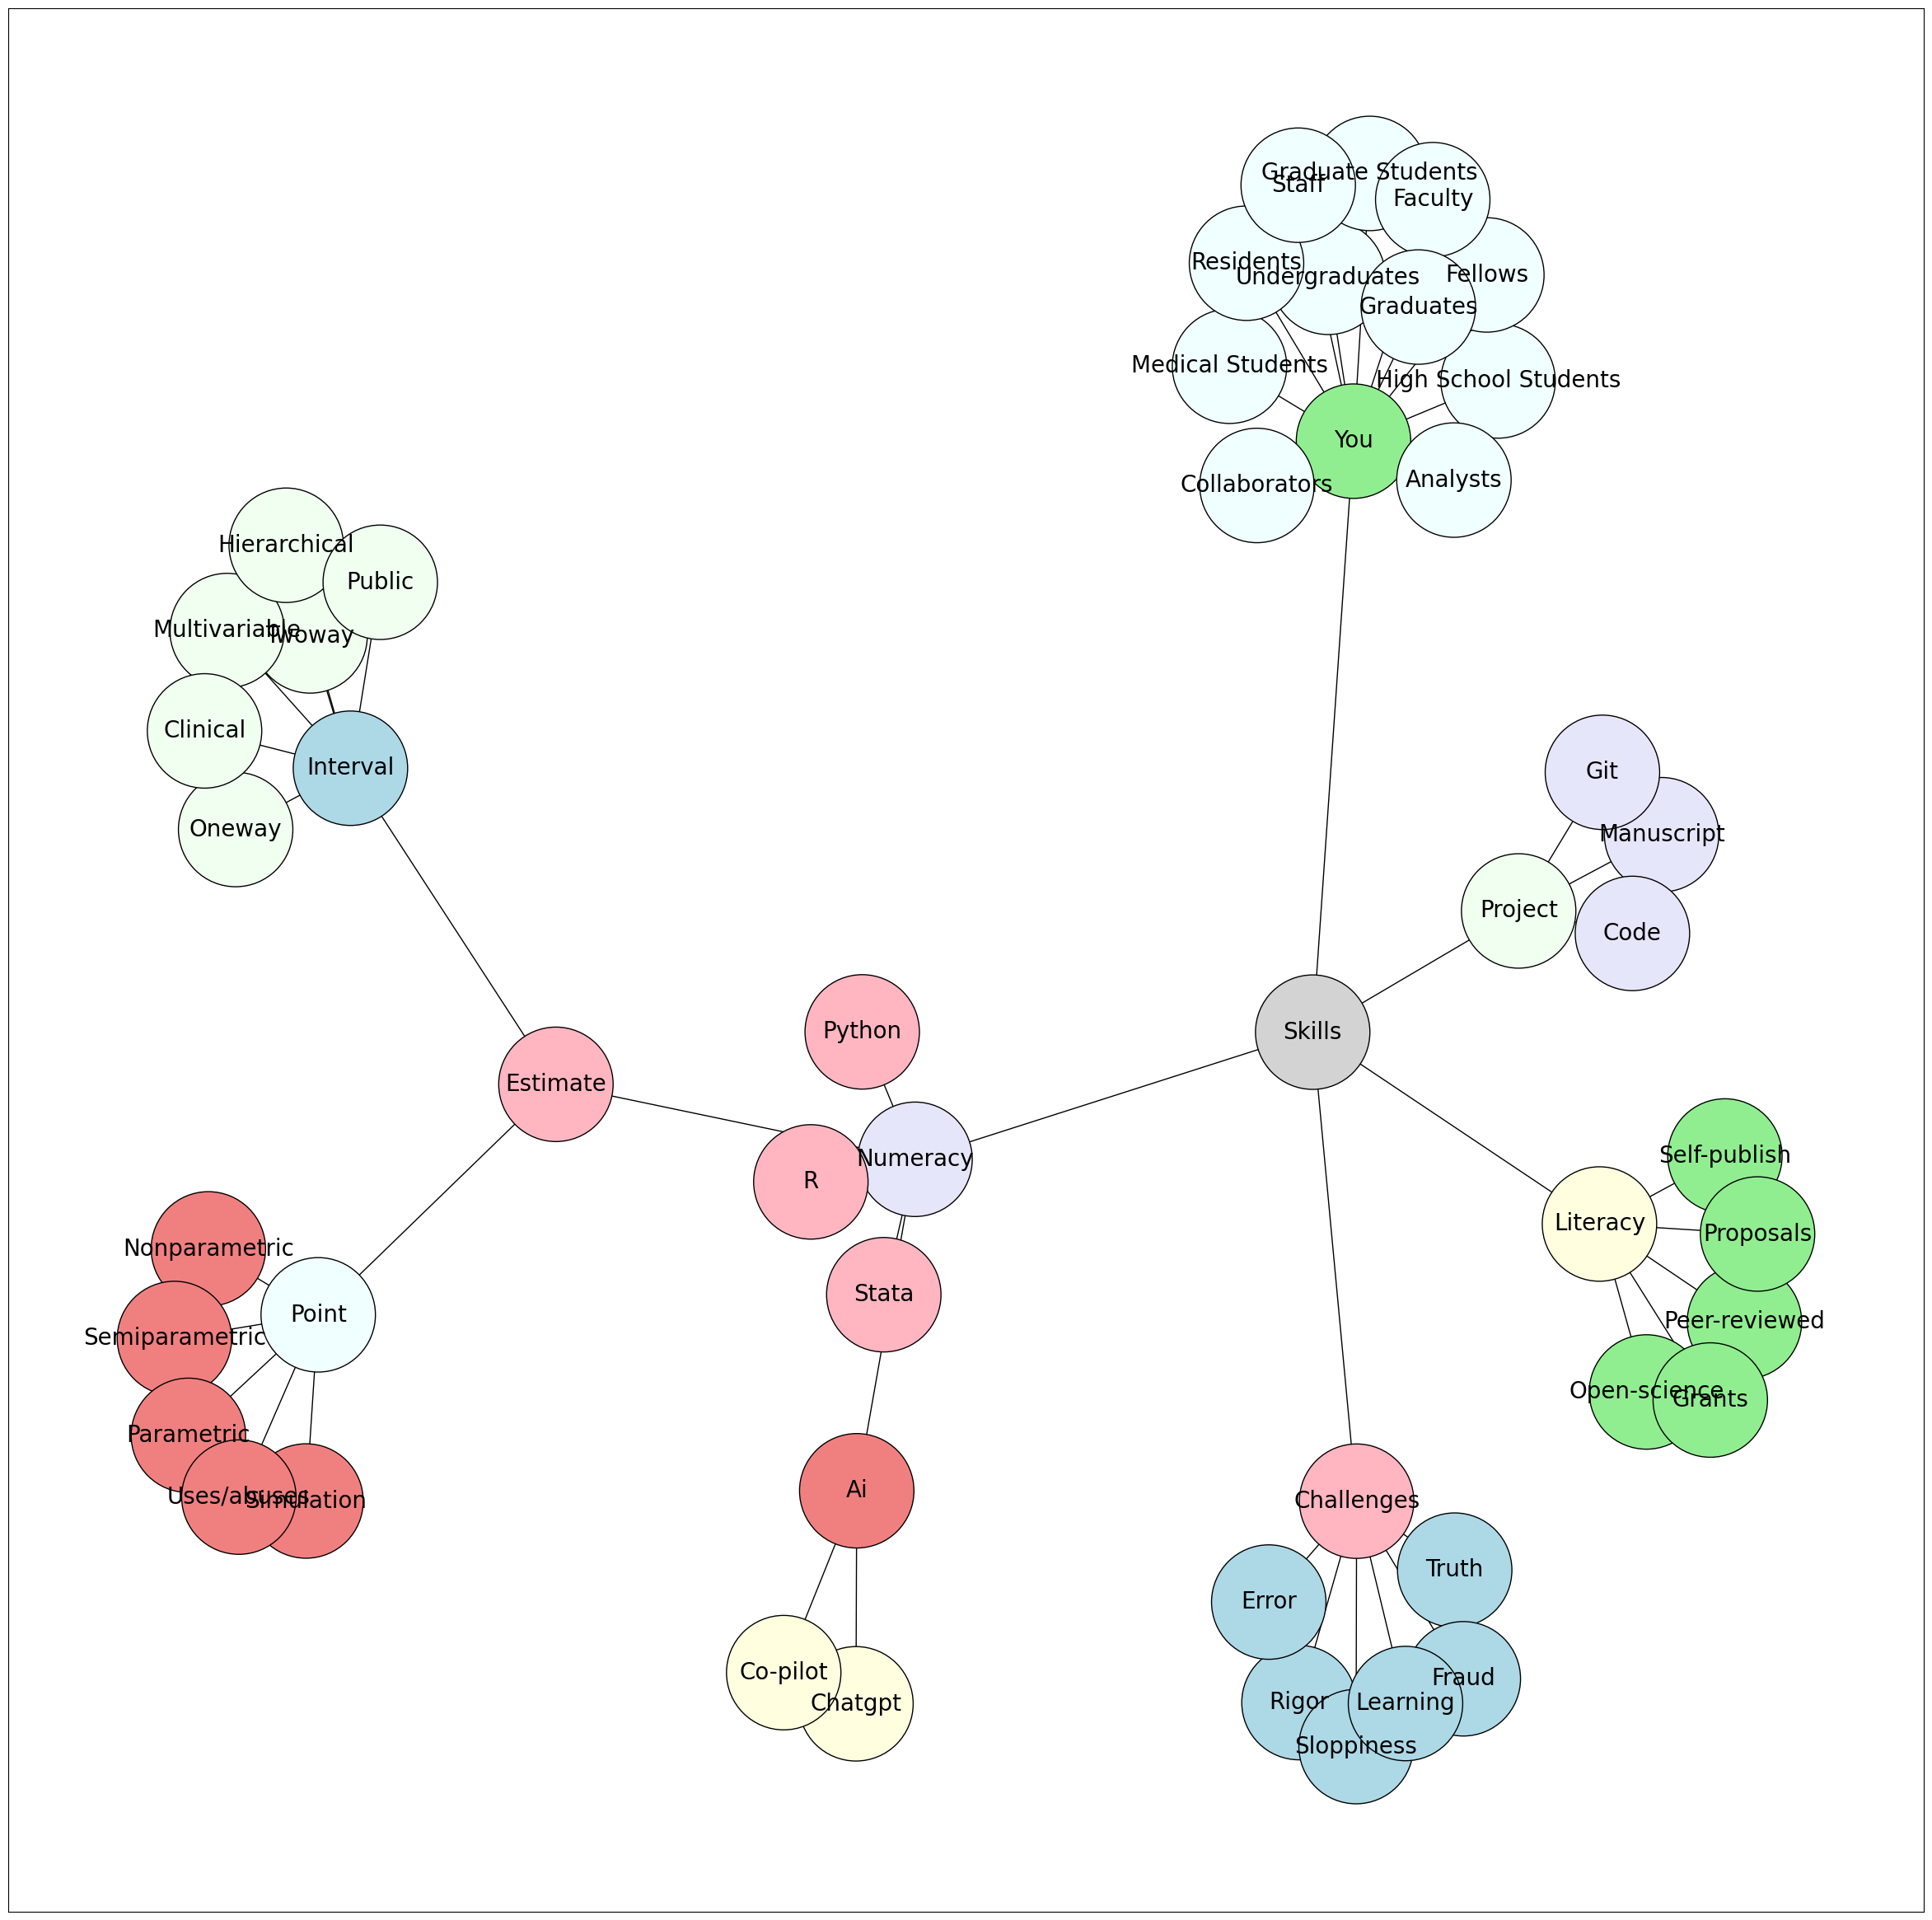 Graduate Students
Staff
Faculty
Residents
Undergraduates
Fellows
Graduates
Medical Students
High School Students
You
Collaborators
Analysts
Hierarchical
Public
Multivariable
Twoway
Clinical
Interval
Oneway
Git
Manuscript
Project
Code
Python
Skills
Estimate
Numeracy
R
Self-publish
Literacy
Proposals
Nonparametric
Point
Stata
Semiparametric
Peer-reviewed
Open-science
Grants
Parametric
Uses/abuses
Simulation
Ai
Challenges
Truth
Error
Co-pilot
Chatgpt
Fraud
Rigor
Learning
Sloppiness